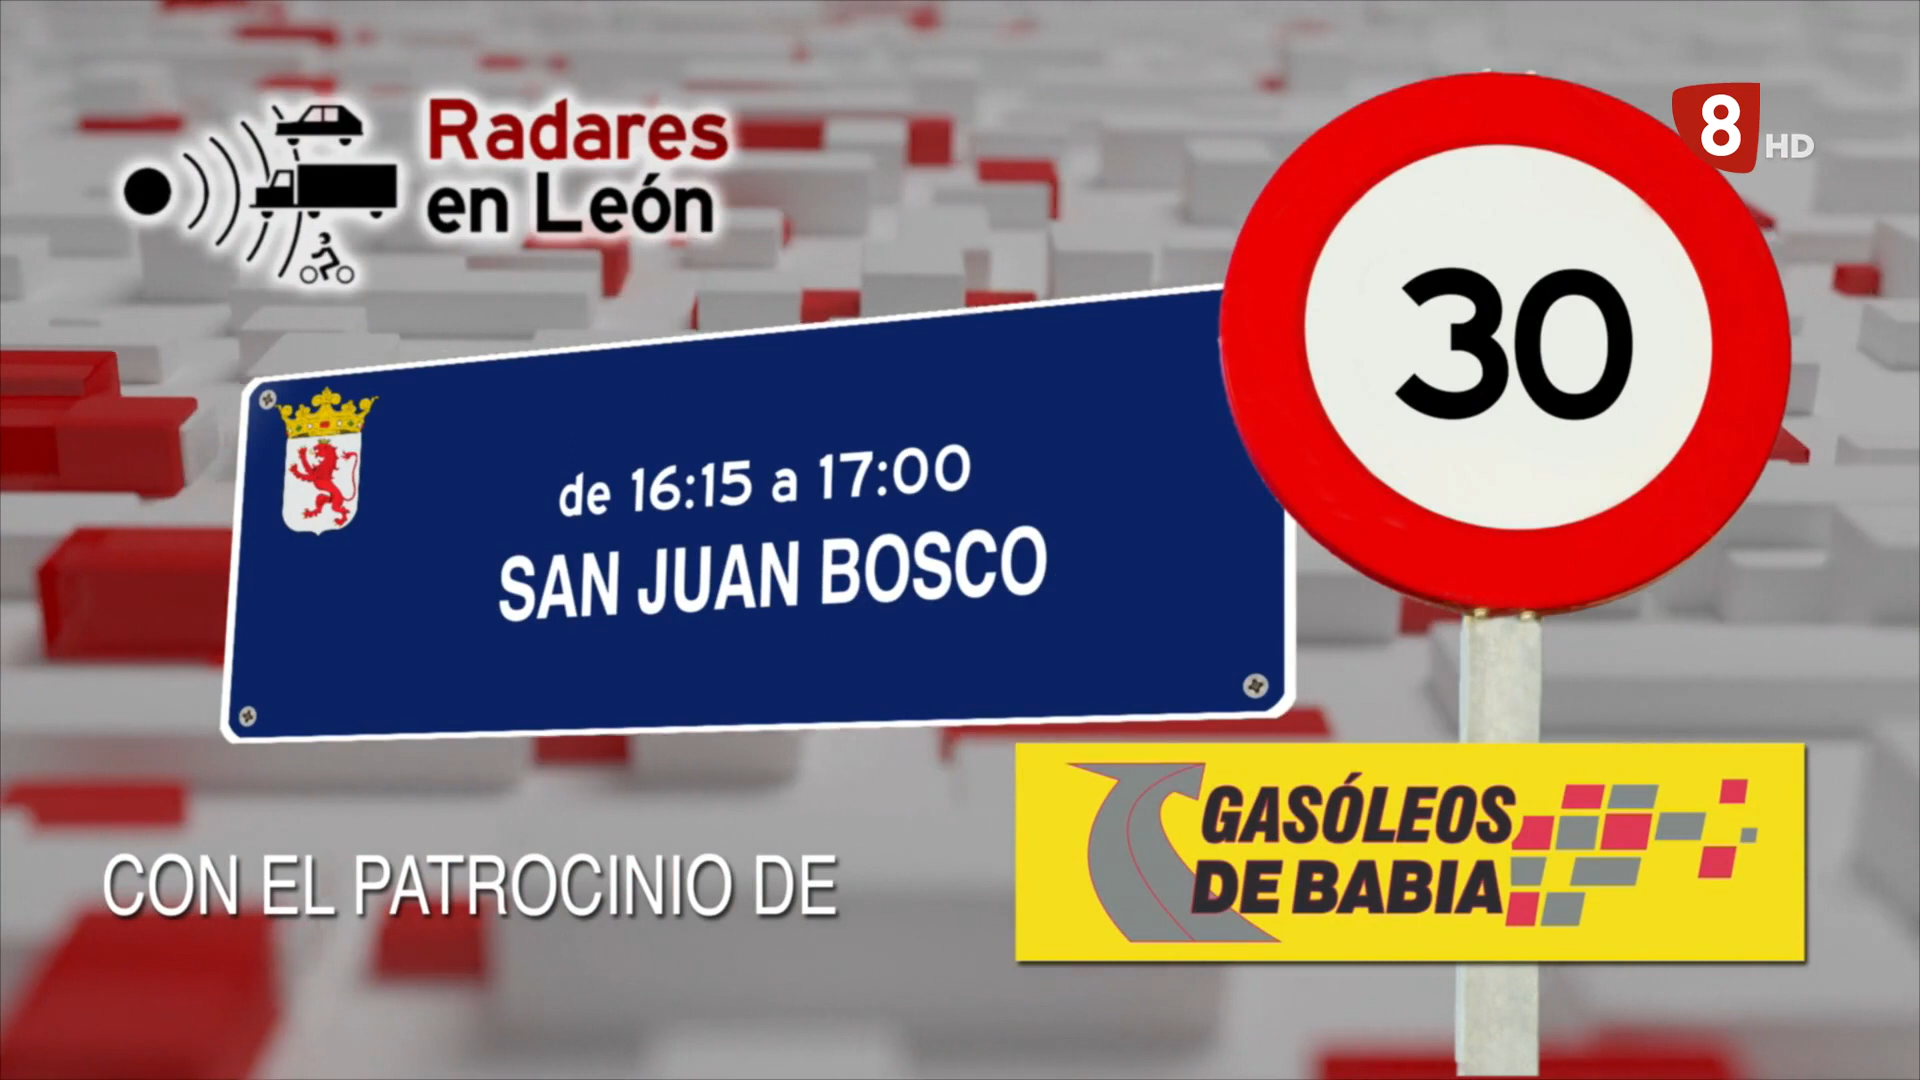 Radares
en León
8 HD
30
de 16:15 a 17:00
SAN JUAN BOSCO
CON EL PATROCINIO DE
GASÓLEOS
DE BABIA